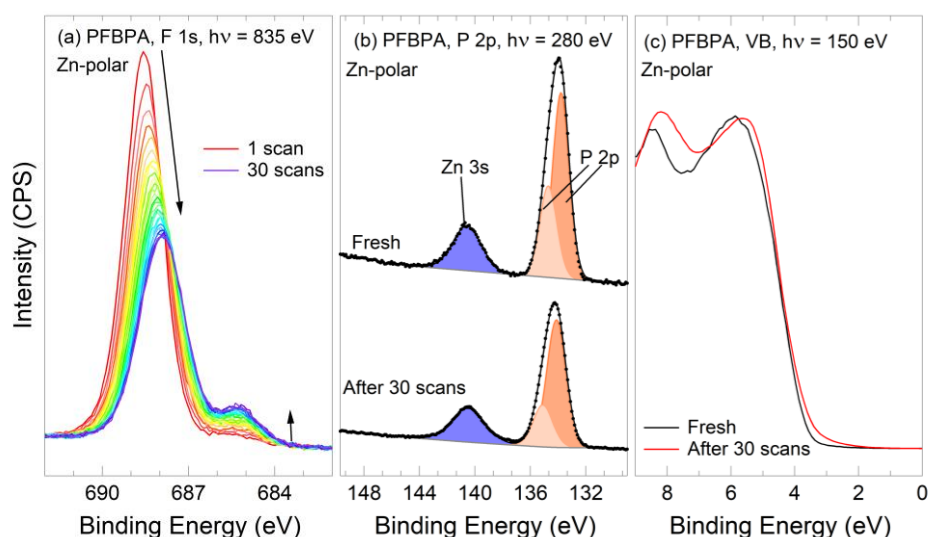 (a) PFBPA, F 1s, hν = 835 eV
Zn-polar
1 scan
30 scans
690
687
684
Binding Energy (eV)
Intensity (CPS)
(b) PFBPA, P 2p, hν = 280 eV
Zn-polar
Zn 3s
P 2p
Fresh
After 30 scans
148
144
140
136
132
Binding Energy (eV)
(c) PFBPA, VB, hν = 150 eV
Zn-polar
Fresh
After 30 scans
8
6
4
2
0
Binding Energy (eV)